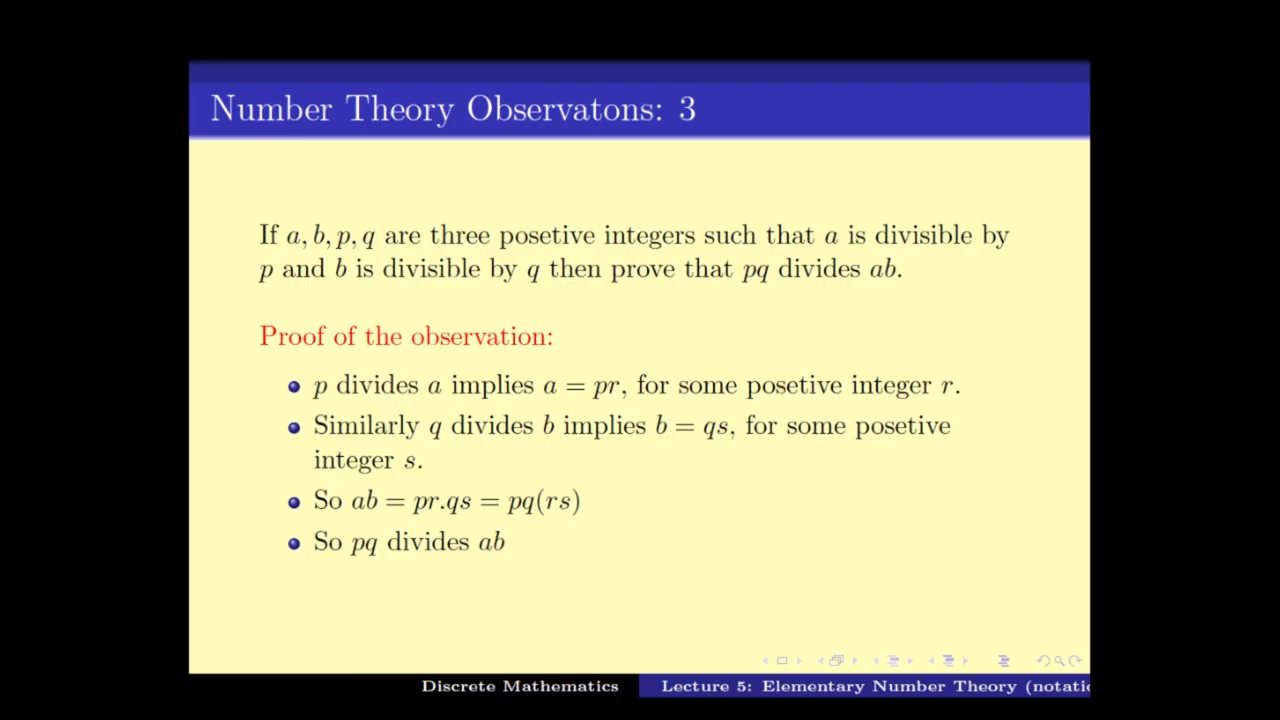 Number Theory Observatons: 3
If a, b, p, q are three posetive integers such that a is divisible by
p and b is divisible by q then prove that pq divides ab.
Proof of the observation:
p divides a implies a = pr, for some posetive integer r.
Similarly q divides b implies b = qs, for some posetive
integer s.
So ab = pr.qs = pq(rs)
So pq divides ab
Discrete Mathematics
Lecture 5: Elementary Number Theory (notatio